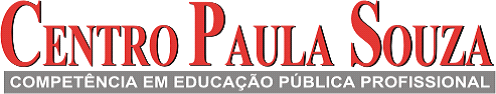 CENTRO PAULA SOUZA
COMPETÊNCIA EM EDUCAÇÃO PÚBLICA PROFISSIONAL